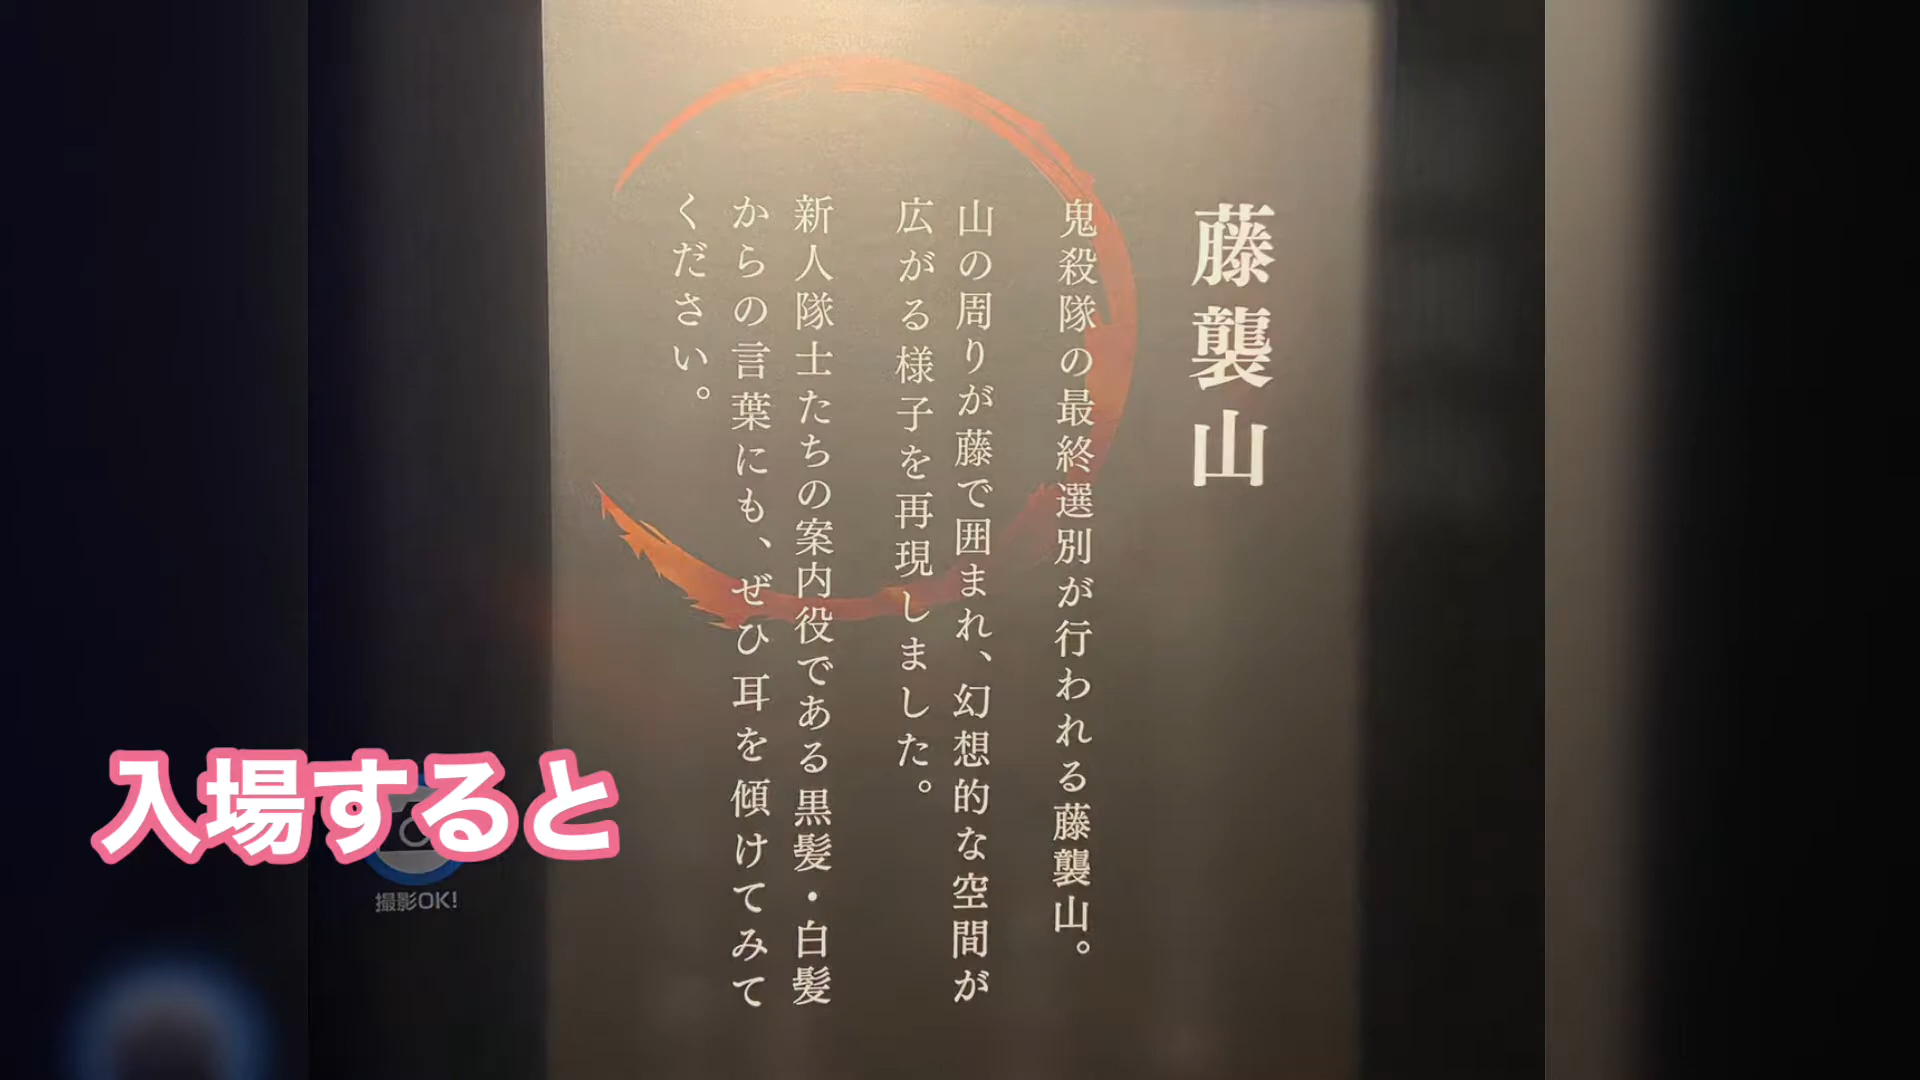 藤襲山
鬼殺隊の最終選別が行われる藤襲山。
山の周りが藤で囲まれ、幻想的な空間が
広がる様子を再現しました。
新人隊士たちの案内役である黒髪・白髪
からの言葉にも、ぜひ耳を傾けてみて
ください。
入場すると
撮影OK!